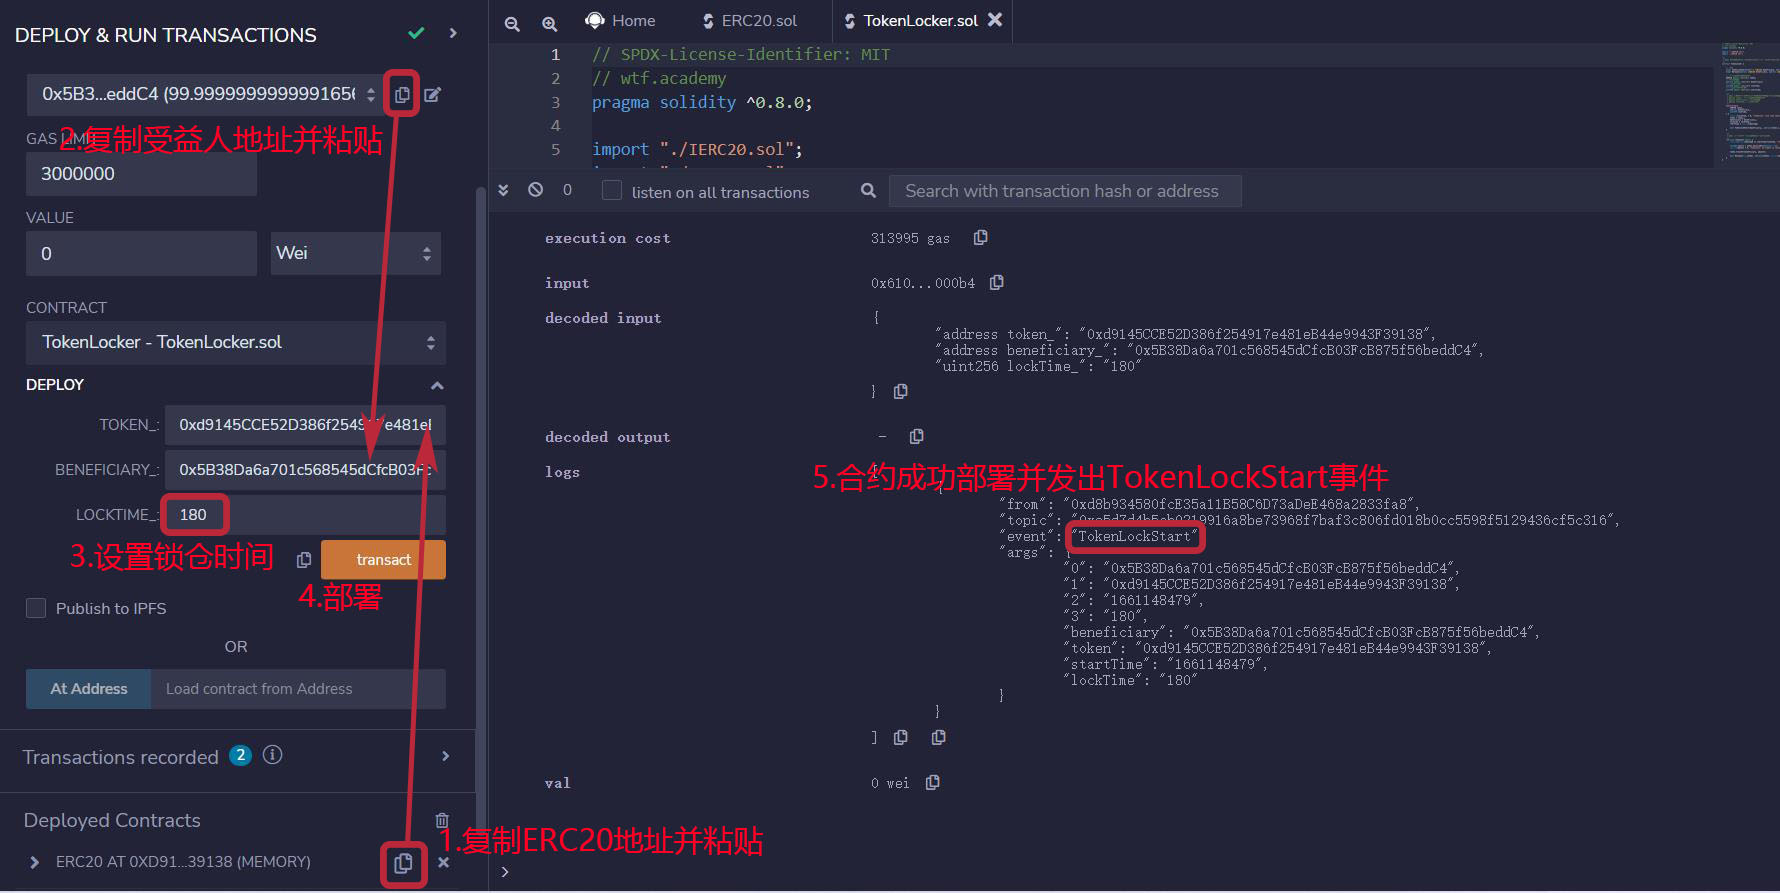 DEPLOY & RUN TRANSACTIONS
0x5B3...eddC4 (99.9999999999991656
2.复制受益人地址并粘贴
GAS LIMIT
3000000
VALUE
0
Wei
CONTRACT
TokenLocker - TokenLocker.sol
DEPLOY
TOKEN_:
0xd9145CCE52D386f254917e481eB
BENEFICIARY_:
0x5B38Da6a701c568545dCfcB03Fc
LOCKTIME_:
180
3.设置锁仓时间
transact
4.部署
Publish to IPFS
OR
At Address
Load contract from Address
Transactions recorded 2 i
Deployed Contracts
1.复制ERC20地址并粘贴
ERC20 AT 0XD91...39138 (MEMORY)
Home
ERC20.sol
TokenLocker.sol
1 // SPDX-License-Identifier: MIT
2 // wtf.academy
3 pragma solidity ^0.8.0;
4
5 import "./IERC20.sol";
0
listen on all transactions
Search with transaction hash or address
execution cost 313995 gas
input 0x610...000b4
decoded input {
"address token_": "0xd9145CCE52D386f254917e481eB44e9943F39138",
"address beneficiary_": "0x5B38Da6a701c568545dCfcB03FcB875f56beddC4",
"uint256 lockTime_": "180"
}
decoded output -
logs [
5.合约成功部署并发出TokenLockStart事件
{
"from": "0xd8b934580fcE35a11B58C6D73aDeE468a2833fa8",
"topic":
"event": "TokenLockStart"
"args": {
"0": "0x5B38Da6a701c568545dCfcB03FcB875f56beddC4",
"1": "0xd9145CCE52D386f254917e481eB44e9943F39138",
"2": "1661148479",
"3": "180",
"beneficiary": "0x5B38Da6a701c568545dCfcB03FcB875f56beddC4",
"token": "0xd9145CCE52D386f254917e481eB44e9943F39138",
"startTime": "1661148479",
"lockTime": "180"
}
}
]
val 0 wei
>